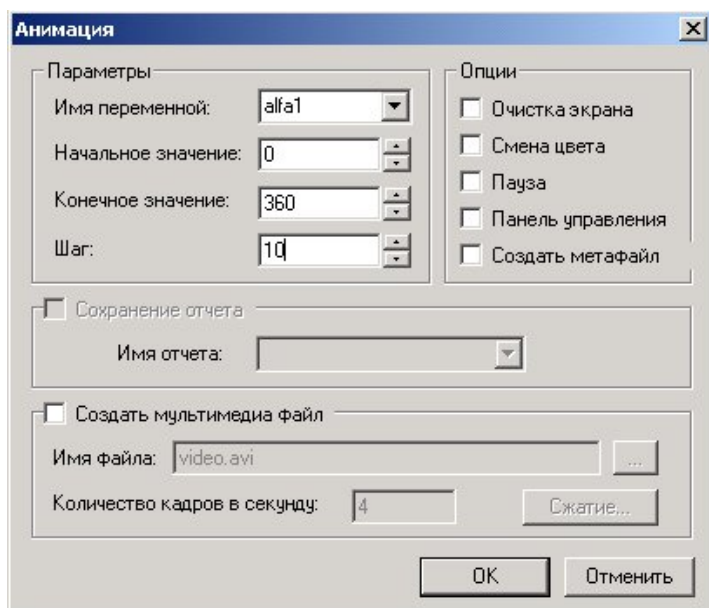 Анимация
Параметры
Имя переменной: alfa1
Начальное значение: 0
Конечное значение: 360
Шаг: 10
Опции
Очистка экрана
Смена цвета
Пауза
Панель управления
Создать метафайл
Сохранение отчета
Имя отчета:
Создать мультимедиа файл
Имя файла: video.avi ...
Количество кадров в секунду: 4 Сжатие...
OK Отменить